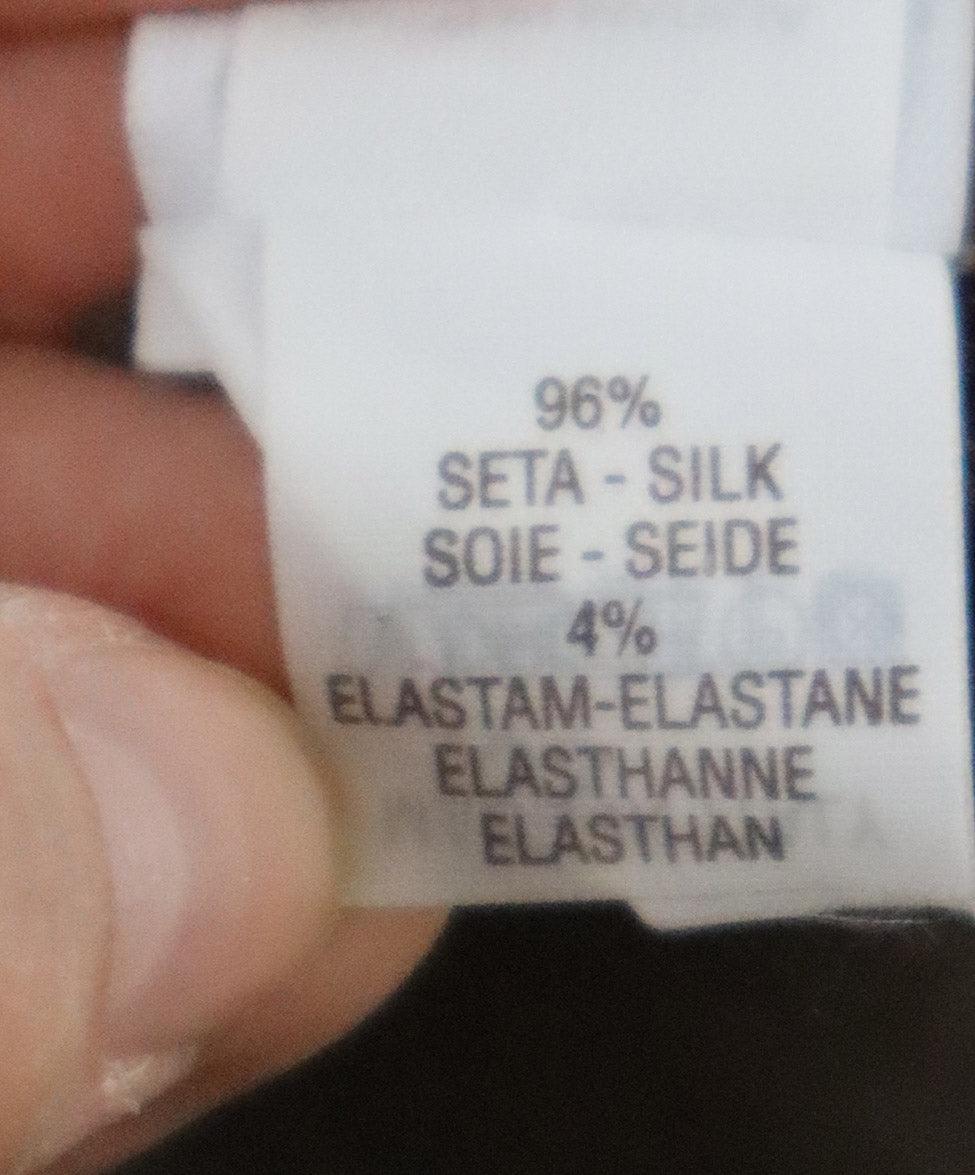 96%
SETA - SILK
SOIE - SEIDE
4%
ELASTAM-ELASTANE
ELASTHANNE
ELASTHAN